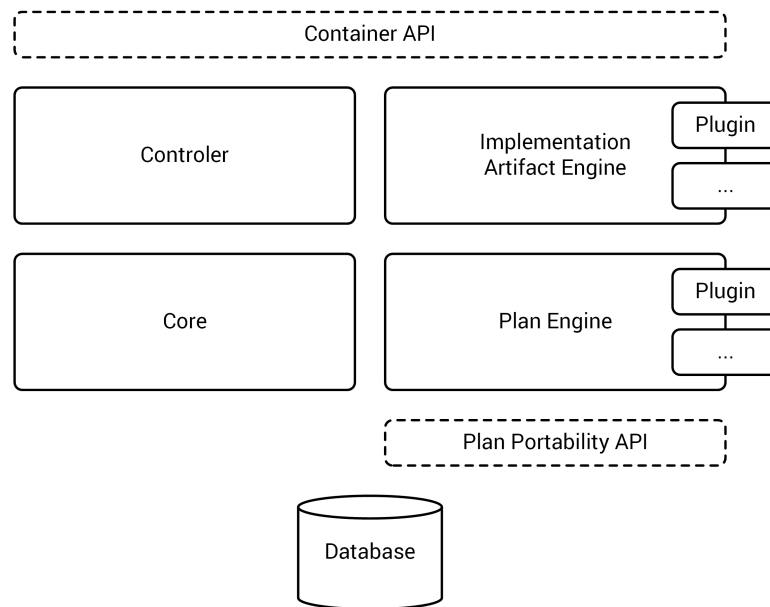 Container API
Controler
Implementation
Artifact Engine
Plugin
...
Core
Plan Engine
Plugin
...
Plan Portability API
Database